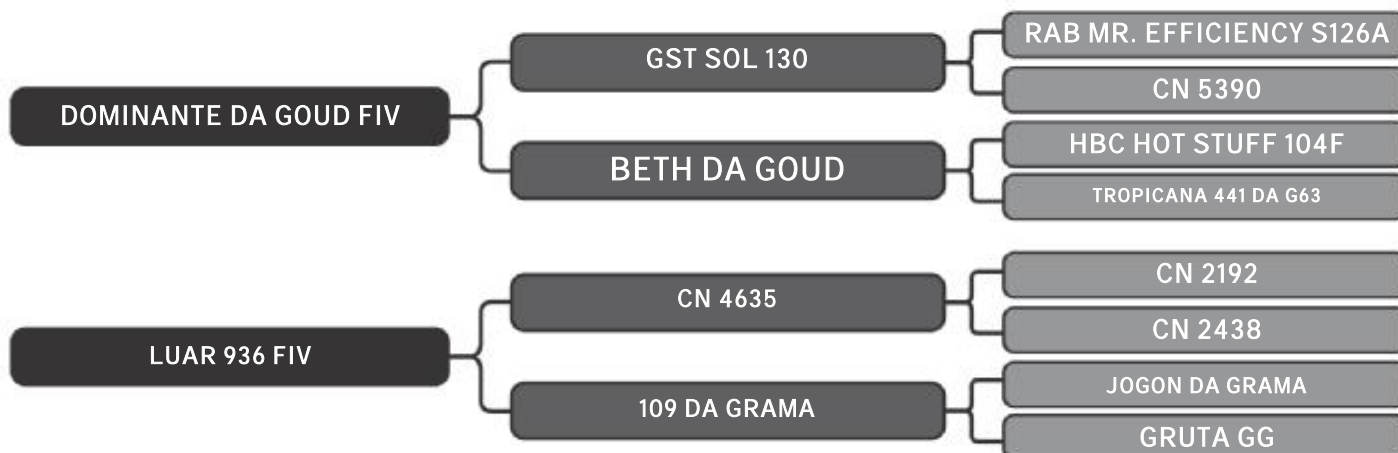 DOMINANTE DA GOUD FIV
GST SOL 130
RAB MR. EFFICIENCY S126A
CN 5390
BETH DA GOUD
HBC HOT STUFF 104F
TROPICANA 441 DA G63
LUAR 936 FIV
CN 4635
CN 2192
CN 2438
109 DA GRAMA
JOGON DA GRAMA
GRUTA GG